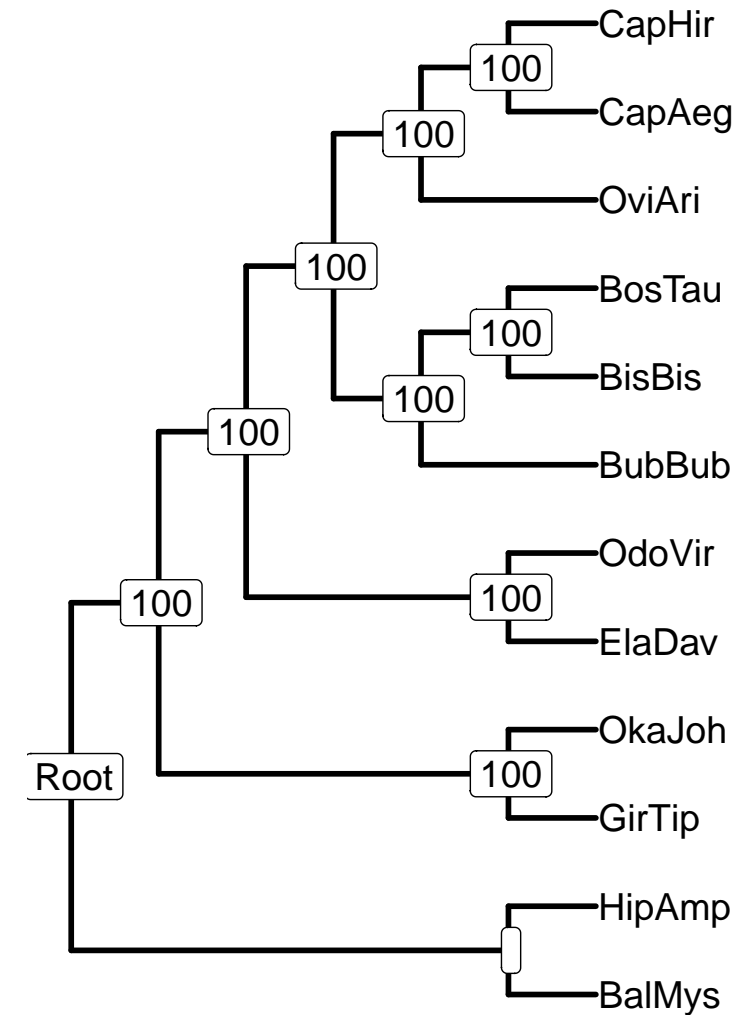 CapHir
100
CapAeg
100
OviAri
100
BosTau
100
BisBis
100
BubBub
100
OdoVir
100
ElaDav
100
OkaJoh
Root
100
GirTip
HipAmp
BalMys